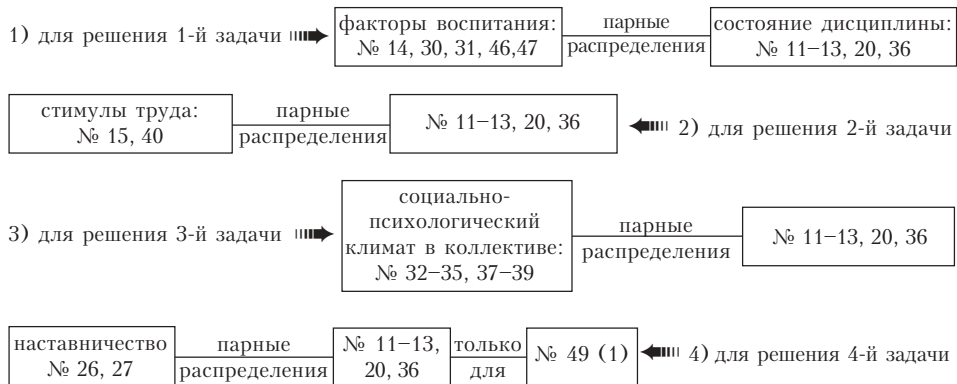 1) для решения 1-й задачи
факторы воспитания:
№ 14, 30, 31, 46,47
парные
распределения
состояние дисциплины:
№ 11–13, 20, 36
стимулы труда:
№ 15, 40
парные
распределения
№ 11–13, 20, 36
2) для решения 2-й задачи
3) для решения 3-й задачи
социально-
психологический
климат в коллективе:
№ 32–35, 37–39
парные
распределения
№ 11–13, 20, 36
наставничество
№ 26, 27
парные
распределения
№ 11–13,
20, 36
только
для
№ 49 (1)
4) для решения 4-й задачи